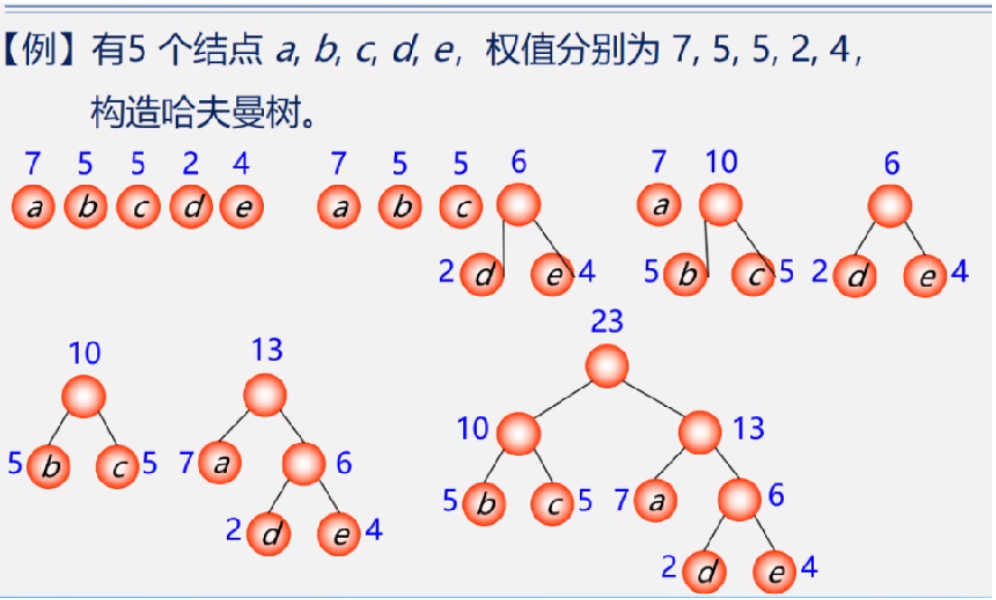 【例】有5 个结点 a, b, c, d, e, 权值分别为 7, 5, 5, 2, 4,
构造哈夫曼树。
7 5 5 2 4
a b c d e
7 5 5 6
a b c
2 d e 4
7 10 6
a
5 b c 5 2 d e 4
10
5 b c 5
13
7 a 6
2 d e 4
23
10 13
5 b c 5 7 a 6
2 d e 4